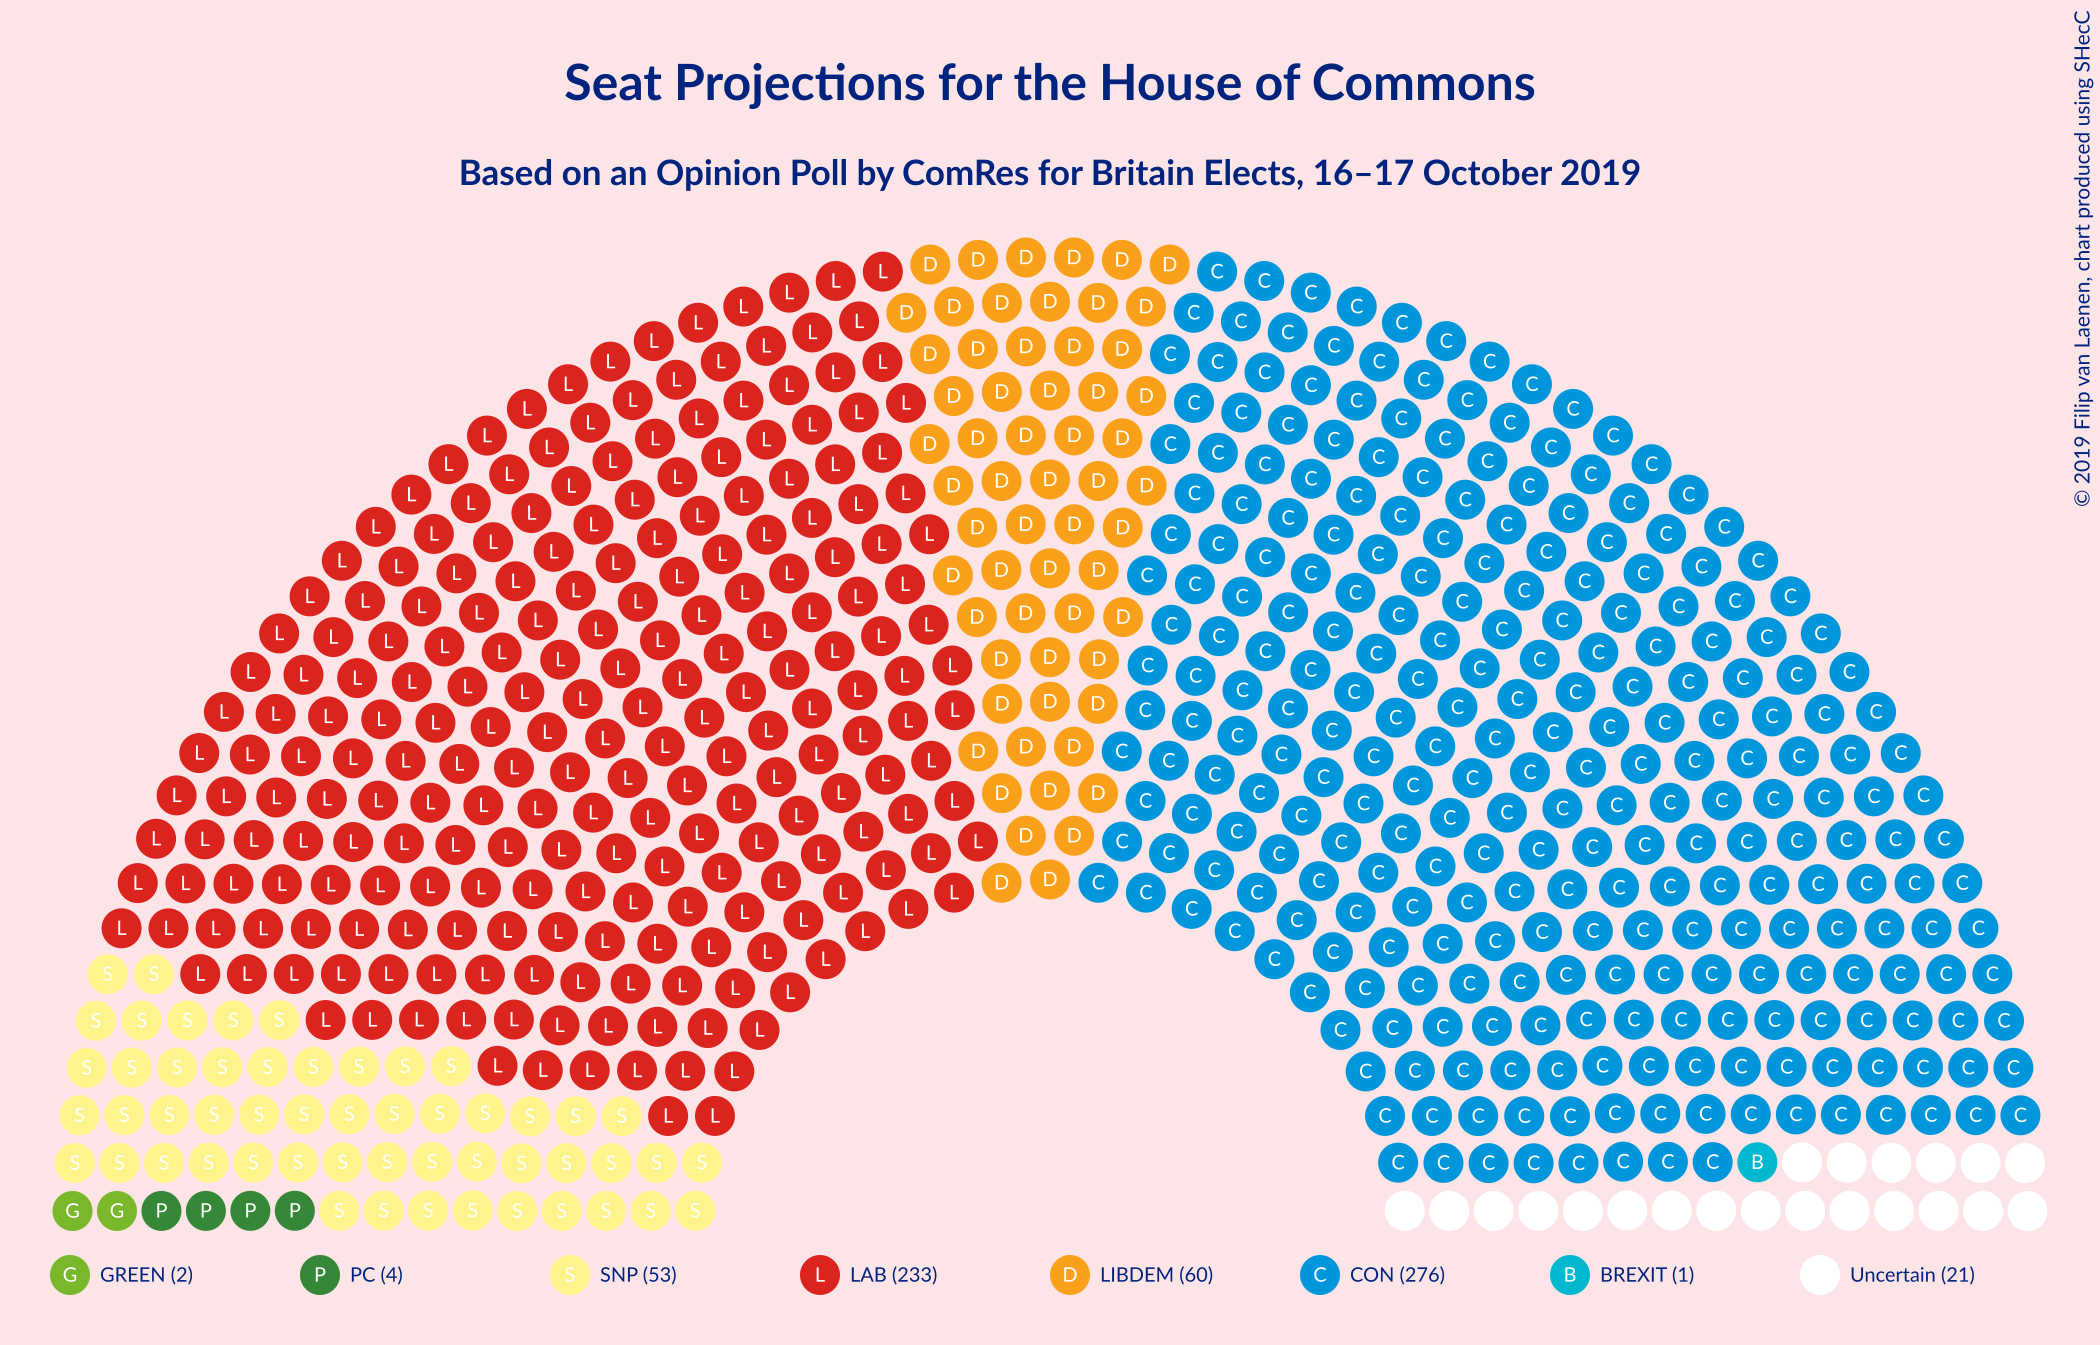 Seat Projections for the House of Commons
Based on an Opinion Poll by ComRes for Britain Elects, 16–17 October 2019
© 2019 Filip van Laenen, chart produced using SHecC
G GREEN (2) P PC (4) S SNP (53) L LAB (233) D LIBDEM (60) C CON (276) B BREXIT (1) Uncertain (21)